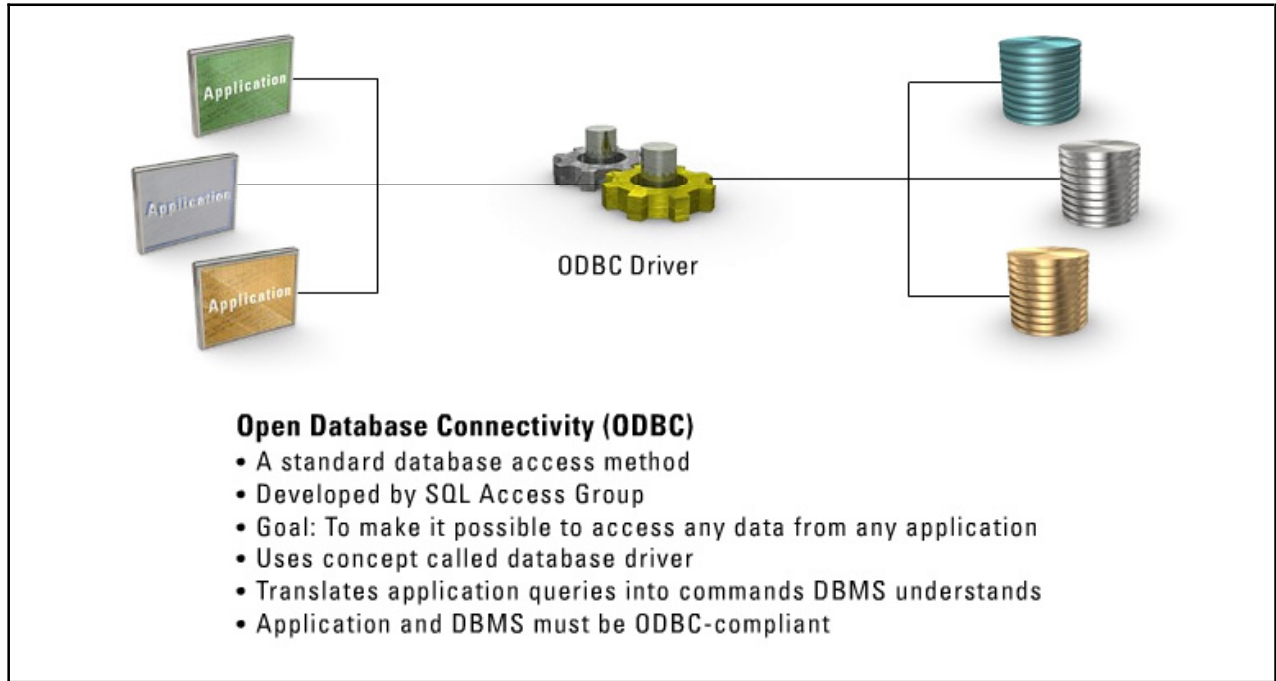 Application
Application
Application
ODBC Driver
Open Database Connectivity (ODBC)
• A standard database access method
• Developed by SQL Access Group
• Goal: To make it possible to access any data from any application
• Uses concept called database driver
• Translates application queries into commands DBMS understands
• Application and DBMS must be ODBC-compliant